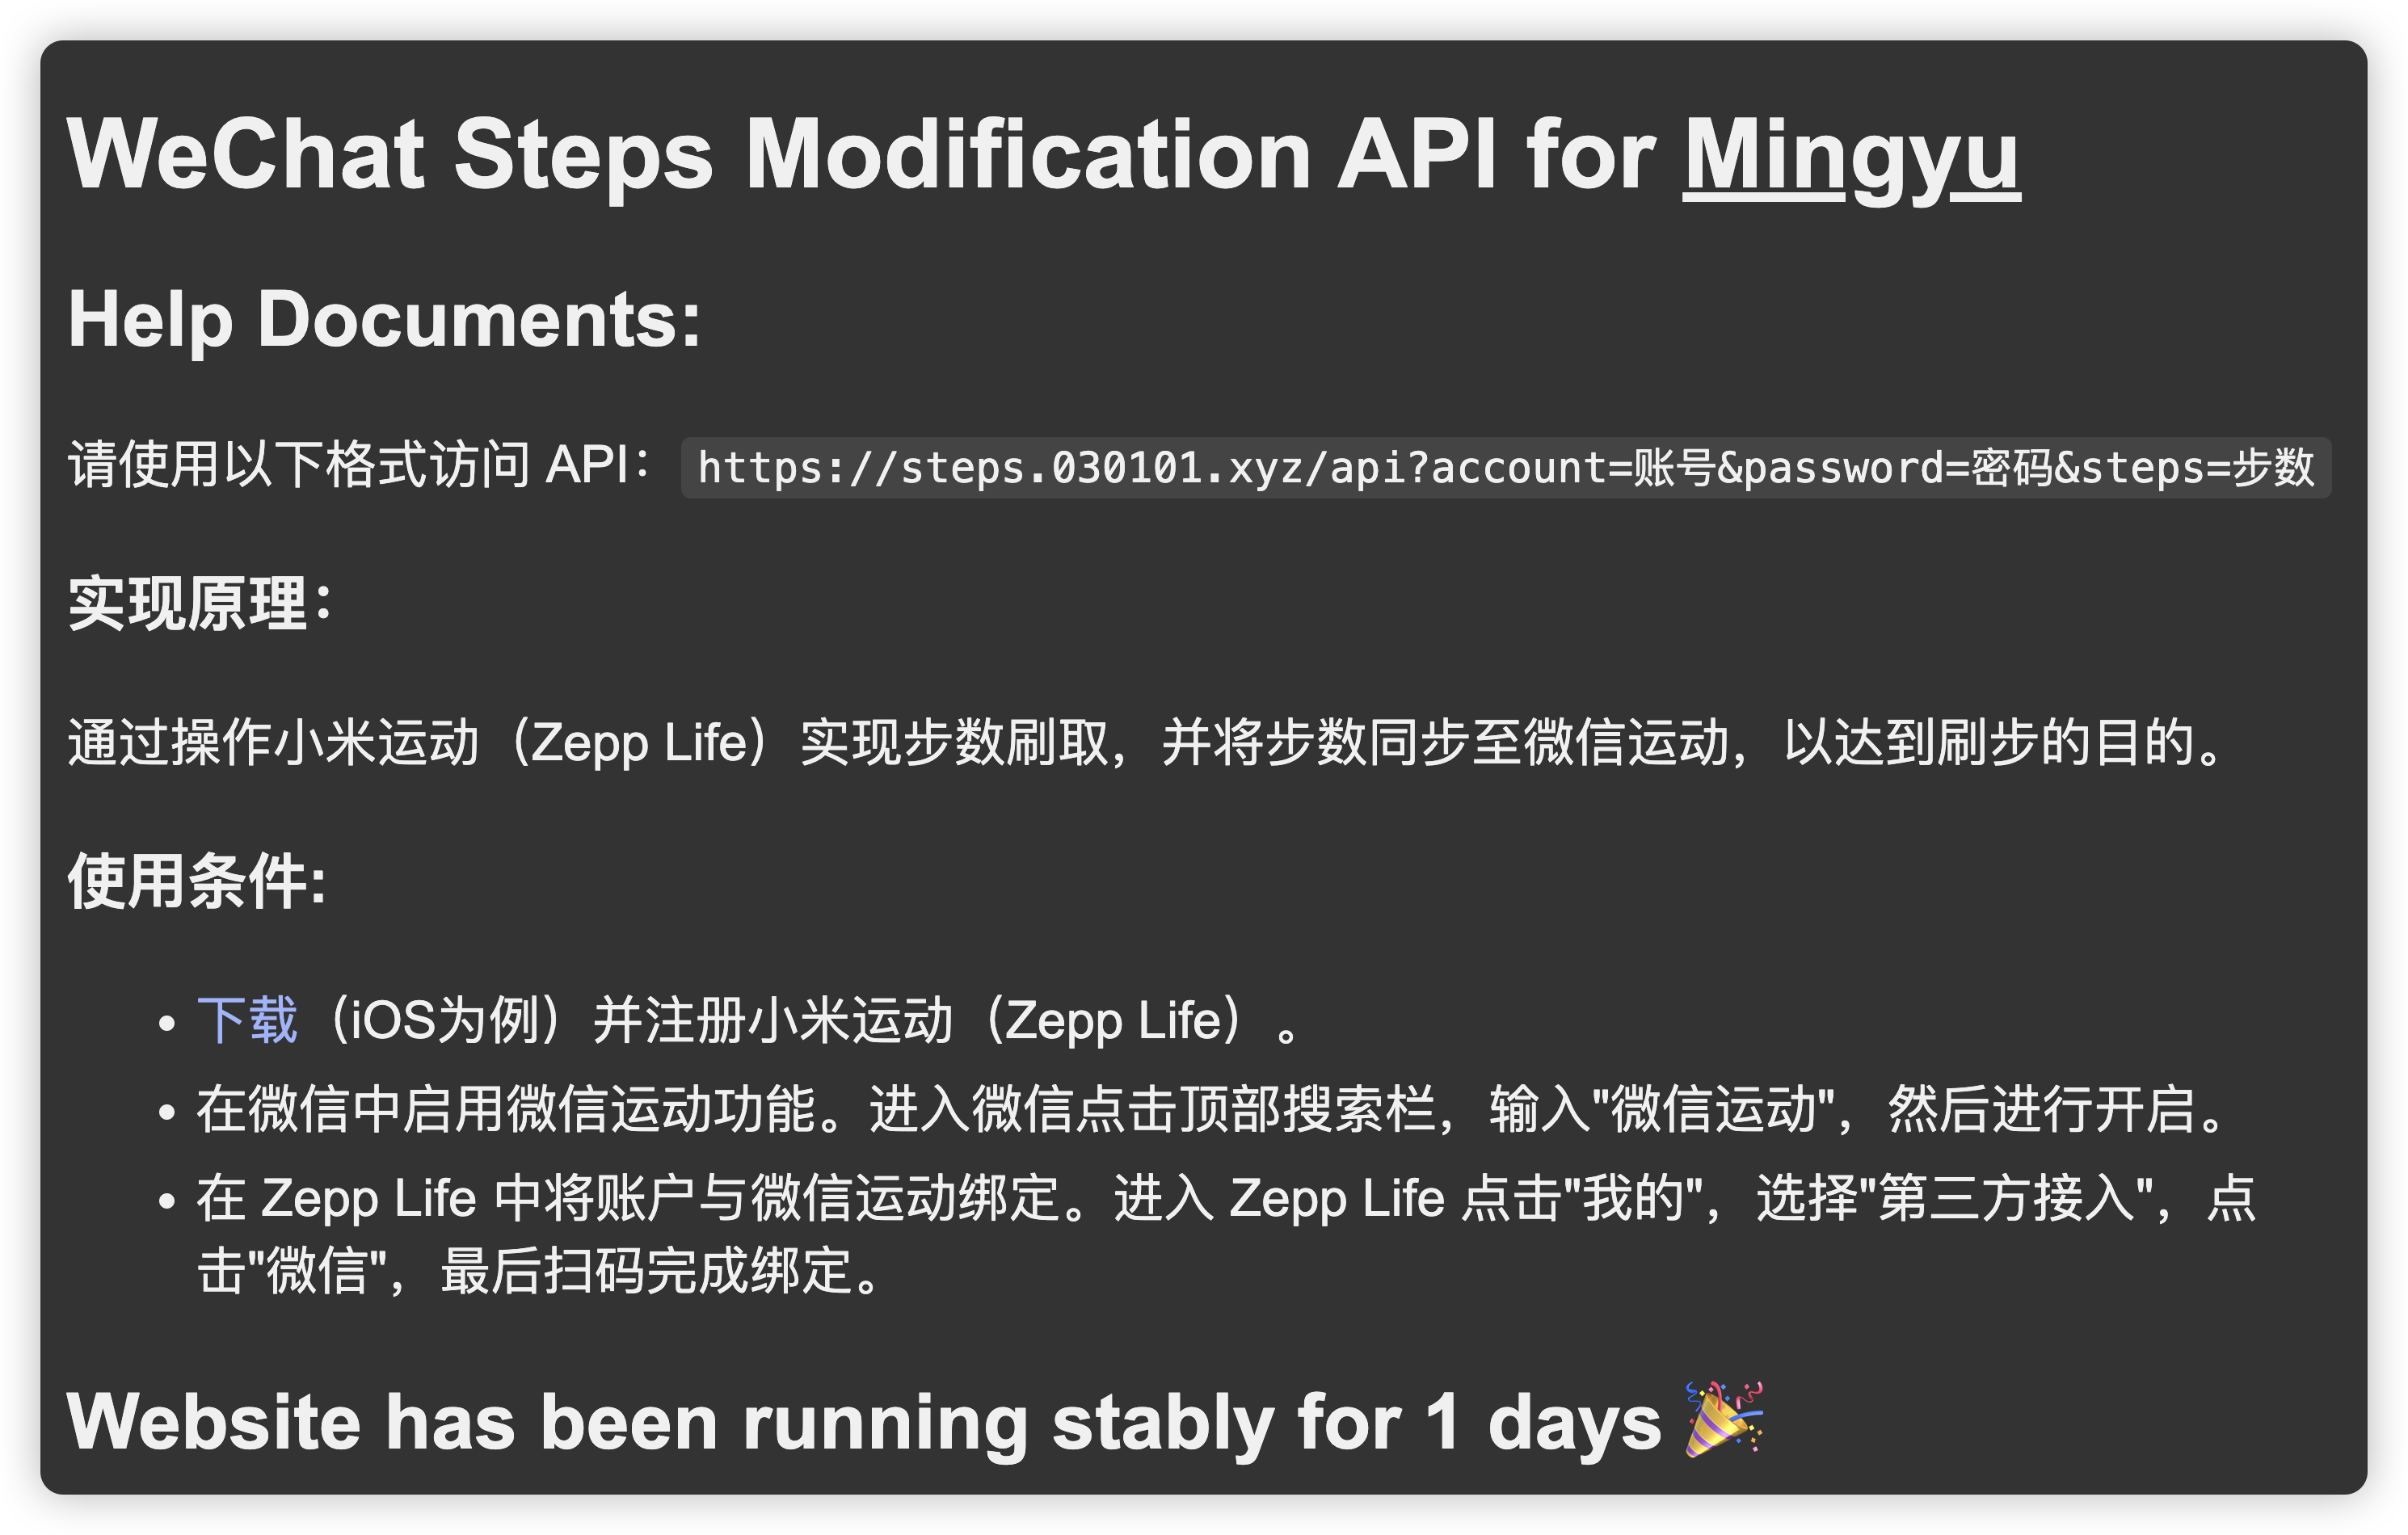 WeChat Steps Modification API for Mingyu
Help Documents:
请使用以下格式访问 API：https://steps.030101.xyz/api?account=账号&password=密码&steps=步数
实现原理：
通过操作小米运动（Zepp Life）实现步数刷取，并将步数同步至微信运动，以达到刷步的目的。
使用条件:
• 下载（iOS为例）并注册小米运动（Zepp Life）。
• 在微信中启用微信运动功能。进入微信点击顶部搜索栏，输入"微信运动"，然后进行开启。
• 在 Zepp Life 中将账户与微信运动绑定。进入 Zepp Life 点击"我的"，选择"第三方接入"，点
击"微信"，最后扫码完成绑定。
Website has been running stably for 1 days 🎉